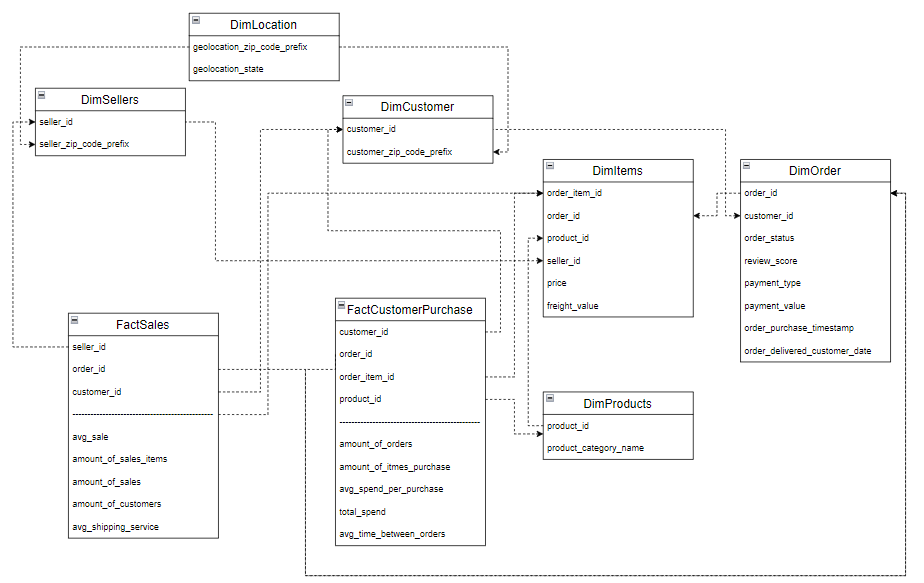 DimLocation
geolocation_zip_code_prefix
geolocation_state
DimSellers
seller_id
seller_zip_code_prefix
DimCustomer
customer_id
customer_zip_code_prefix
DimItems
order_item_id
order_id
product_id
seller_id
price
freight_value
DimOrder
order_id
customer_id
order_status
review_score
payment_type
payment_value
order_purchase_timestamp
order_delivered_customer_date
FactSales
seller_id
order_id
customer_id
avg_sale
amount_of_sales_items
amount_of_sales
amount_of_customers
avg_shipping_service
FactCustomerPurchase
customer_id
order_id
order_item_id
product_id
amount_of_orders
amount_of_itmes_purchase
avg_spend_per_purchase
total_spend
avg_time_between_orders
DimProducts
product_id
product_category_name